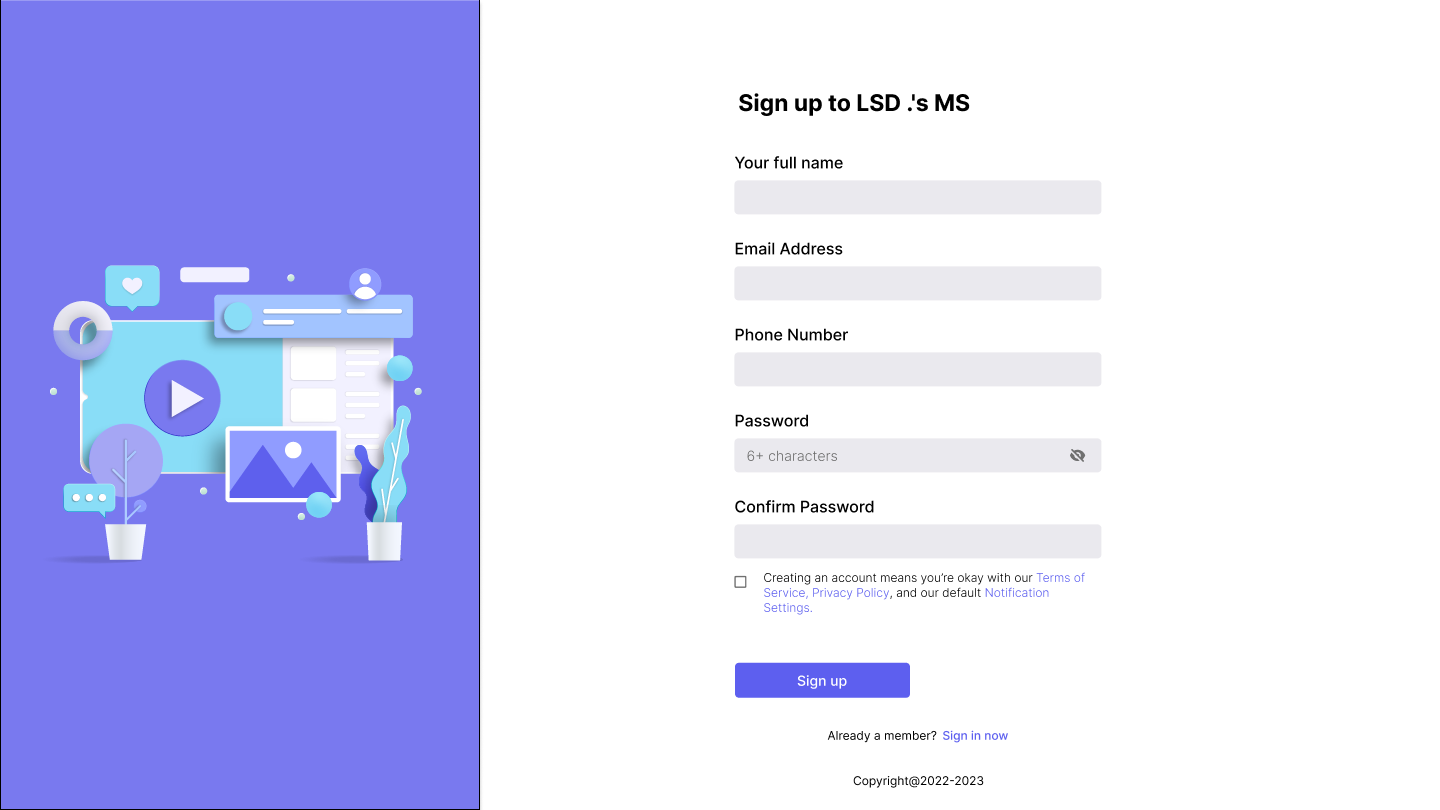 Sign up to LSD .'s MS
Your full name
Email Address
Phone Number
Password
6+ characters
Confirm Password
Creating an account means you’re okay with our Terms of
Service, Privacy Policy, and our default Notification
Settings.
Sign up
Already a member? Sign in now
Copyright@2022-2023